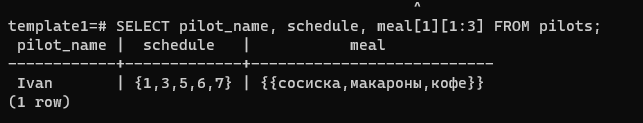 ^
template1=# SELECT pilot_name, schedule, meal[1][1:3] FROM pilots;
 pilot_name |  schedule   |           meal
------------+-------------+---------------------------
 Ivan       | {1,3,5,6,7} | {{сосиска,макароны,кофе}}
(1 row)